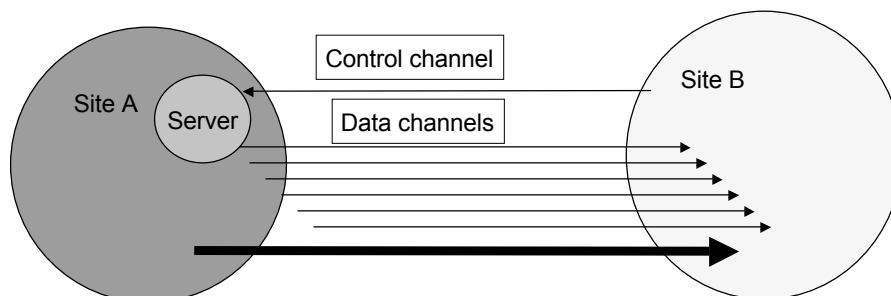 Control channel
Site A
Site B
Server
Data channels